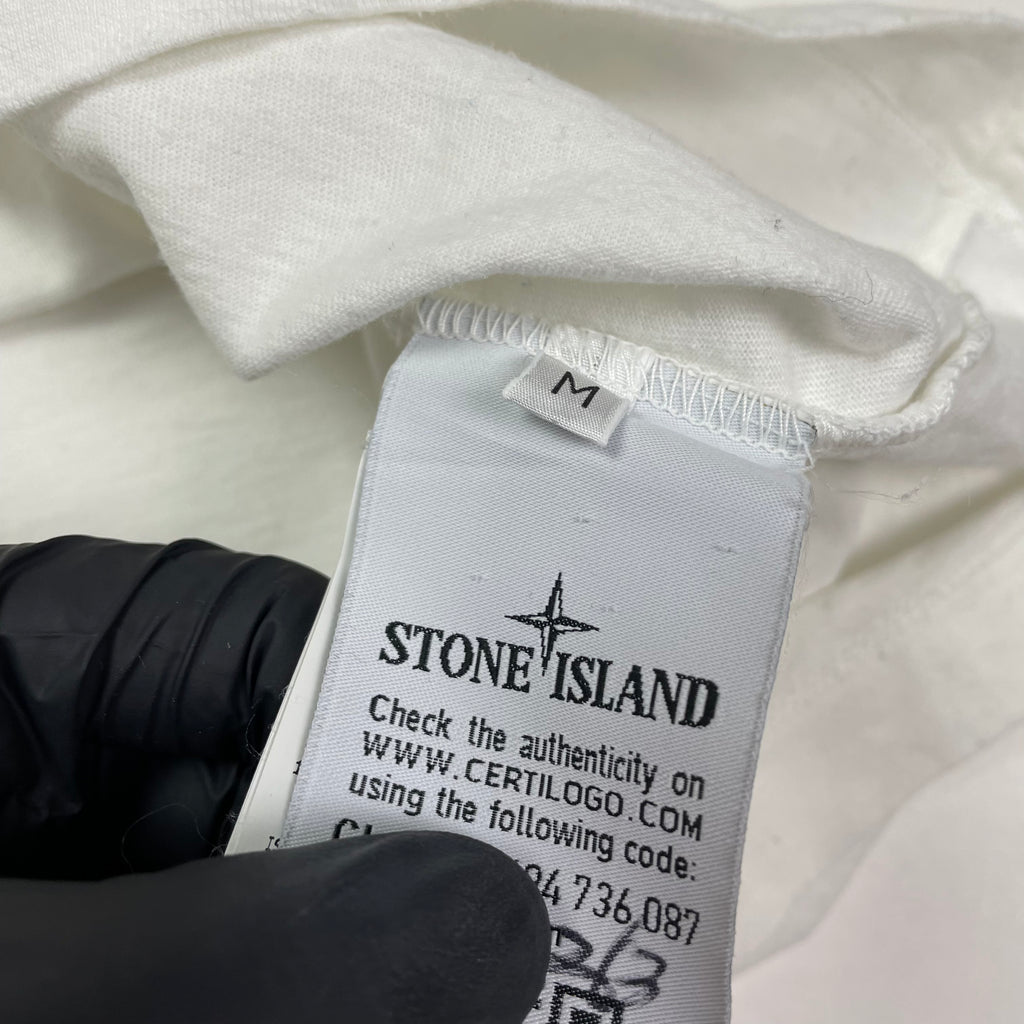 M
STONE ISLAND
Check the authenticity on
WWW.CERTILOGO.COM
using the following code:
736 087